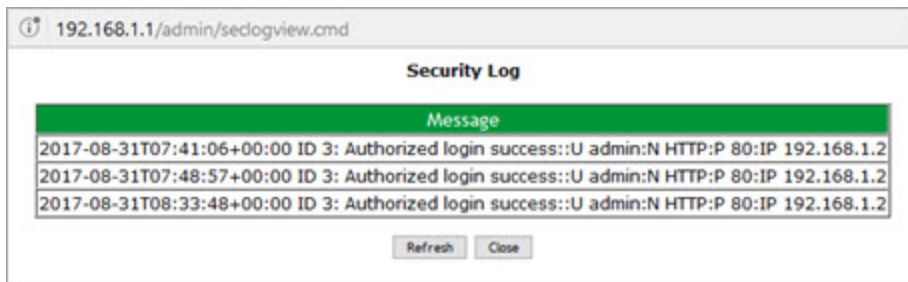 192.168.1.1/admin/seclogview.cmd
Security Log
Message
2017-08-31T07:41:06+00:00 ID 3: Authorized login success::U admin:N HTTP:P 80:IP 192.168.1.2
2017-08-31T07:48:57+00:00 ID 3: Authorized login success::U admin:N HTTP:P 80:IP 192.168.1.2
2017-08-31T08:33:48+00:00 ID 3: Authorized login success::U admin:N HTTP:P 80:IP 192.168.1.2
Refresh Close